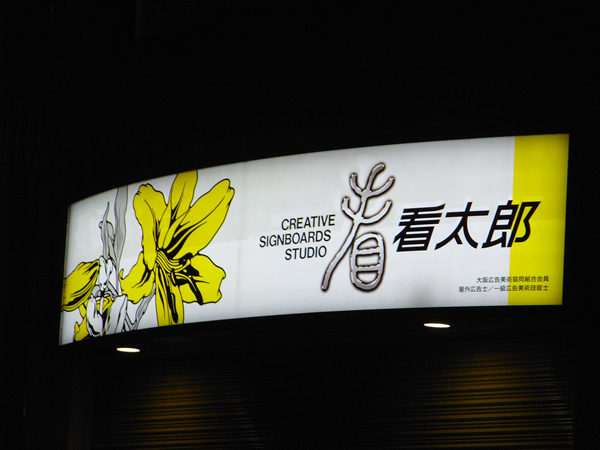 CREATIVE
SIGNBOARDS
STUDIO
看
看太郎
大阪広告美術協同組合会員
屋外広告士/一級広告美術技能士